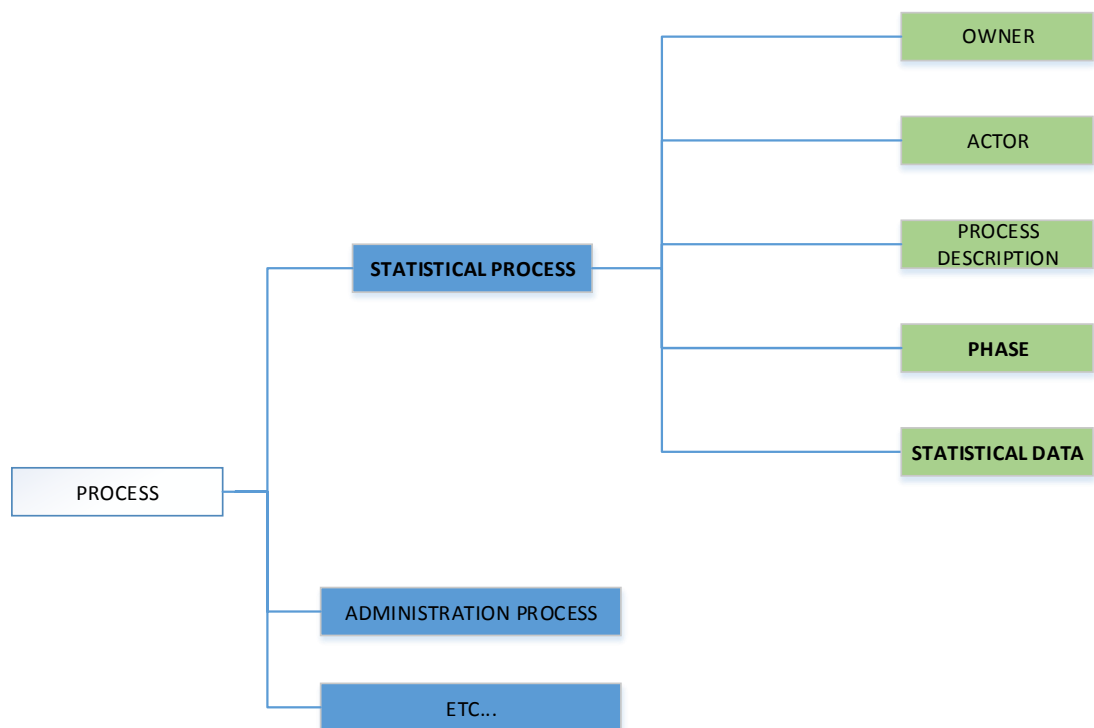 OWNER
ACTOR
PROCESS
DESCRIPTION
STATISTICAL PROCESS
PHASE
STATISTICAL DATA
PROCESS
ADMINISTRATION PROCESS
ETC...